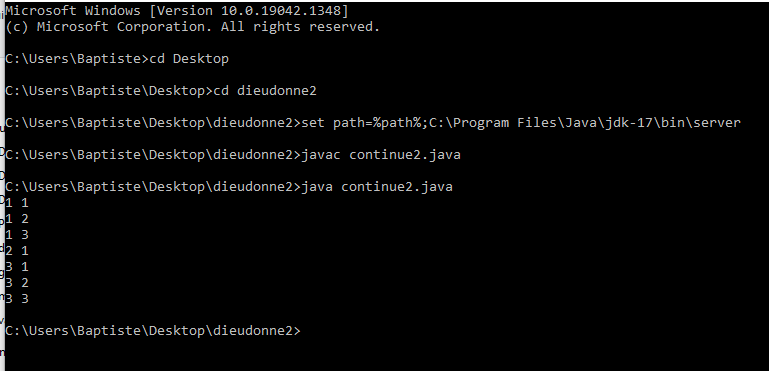 Microsoft Windows [Version 10.0.19042.1348]
(c) Microsoft Corporation. All rights reserved.
C:\Users\Baptiste>cd Desktop
C:\Users\Baptiste\Desktop>cd dieudonne2
C:\Users\Baptiste\Desktop\dieudonne2>set path=%path%;C:\Program Files\Java\jdk-17\bin\server
C:\Users\Baptiste\Desktop\dieudonne2>javac continue2.java
C:\Users\Baptiste\Desktop\dieudonne2>java continue2.java
1 1
1 2
1 3
2 1
3 1
3 2
3 3
C:\Users\Baptiste\Desktop\dieudonne2>